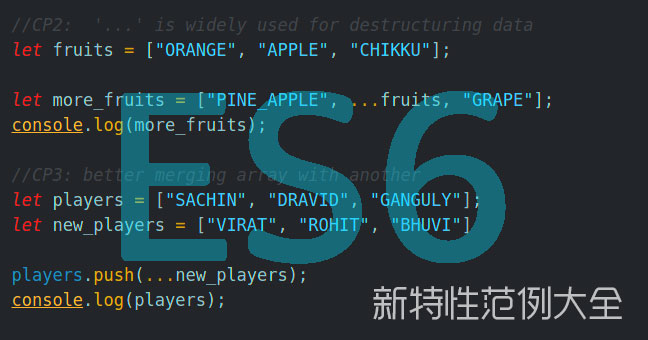 //CP2:  '...' is widely used for destructuring data
let fruits = ["ORANGE", "APPLE", "CHIKKU"];
let more_fruits = ["PINE_APPLE", ...fruits, "GRAPE"];
console.log(more_fruits);
//CP3: better merging array with another
let players = ["SACHIN", "DRAVID", "GANGULY"];
let new_players = ["VIRAT", "ROHIT", "BHUVI"]
players.push(...new_players);
console.log(players);
ES6
新特性范例大全